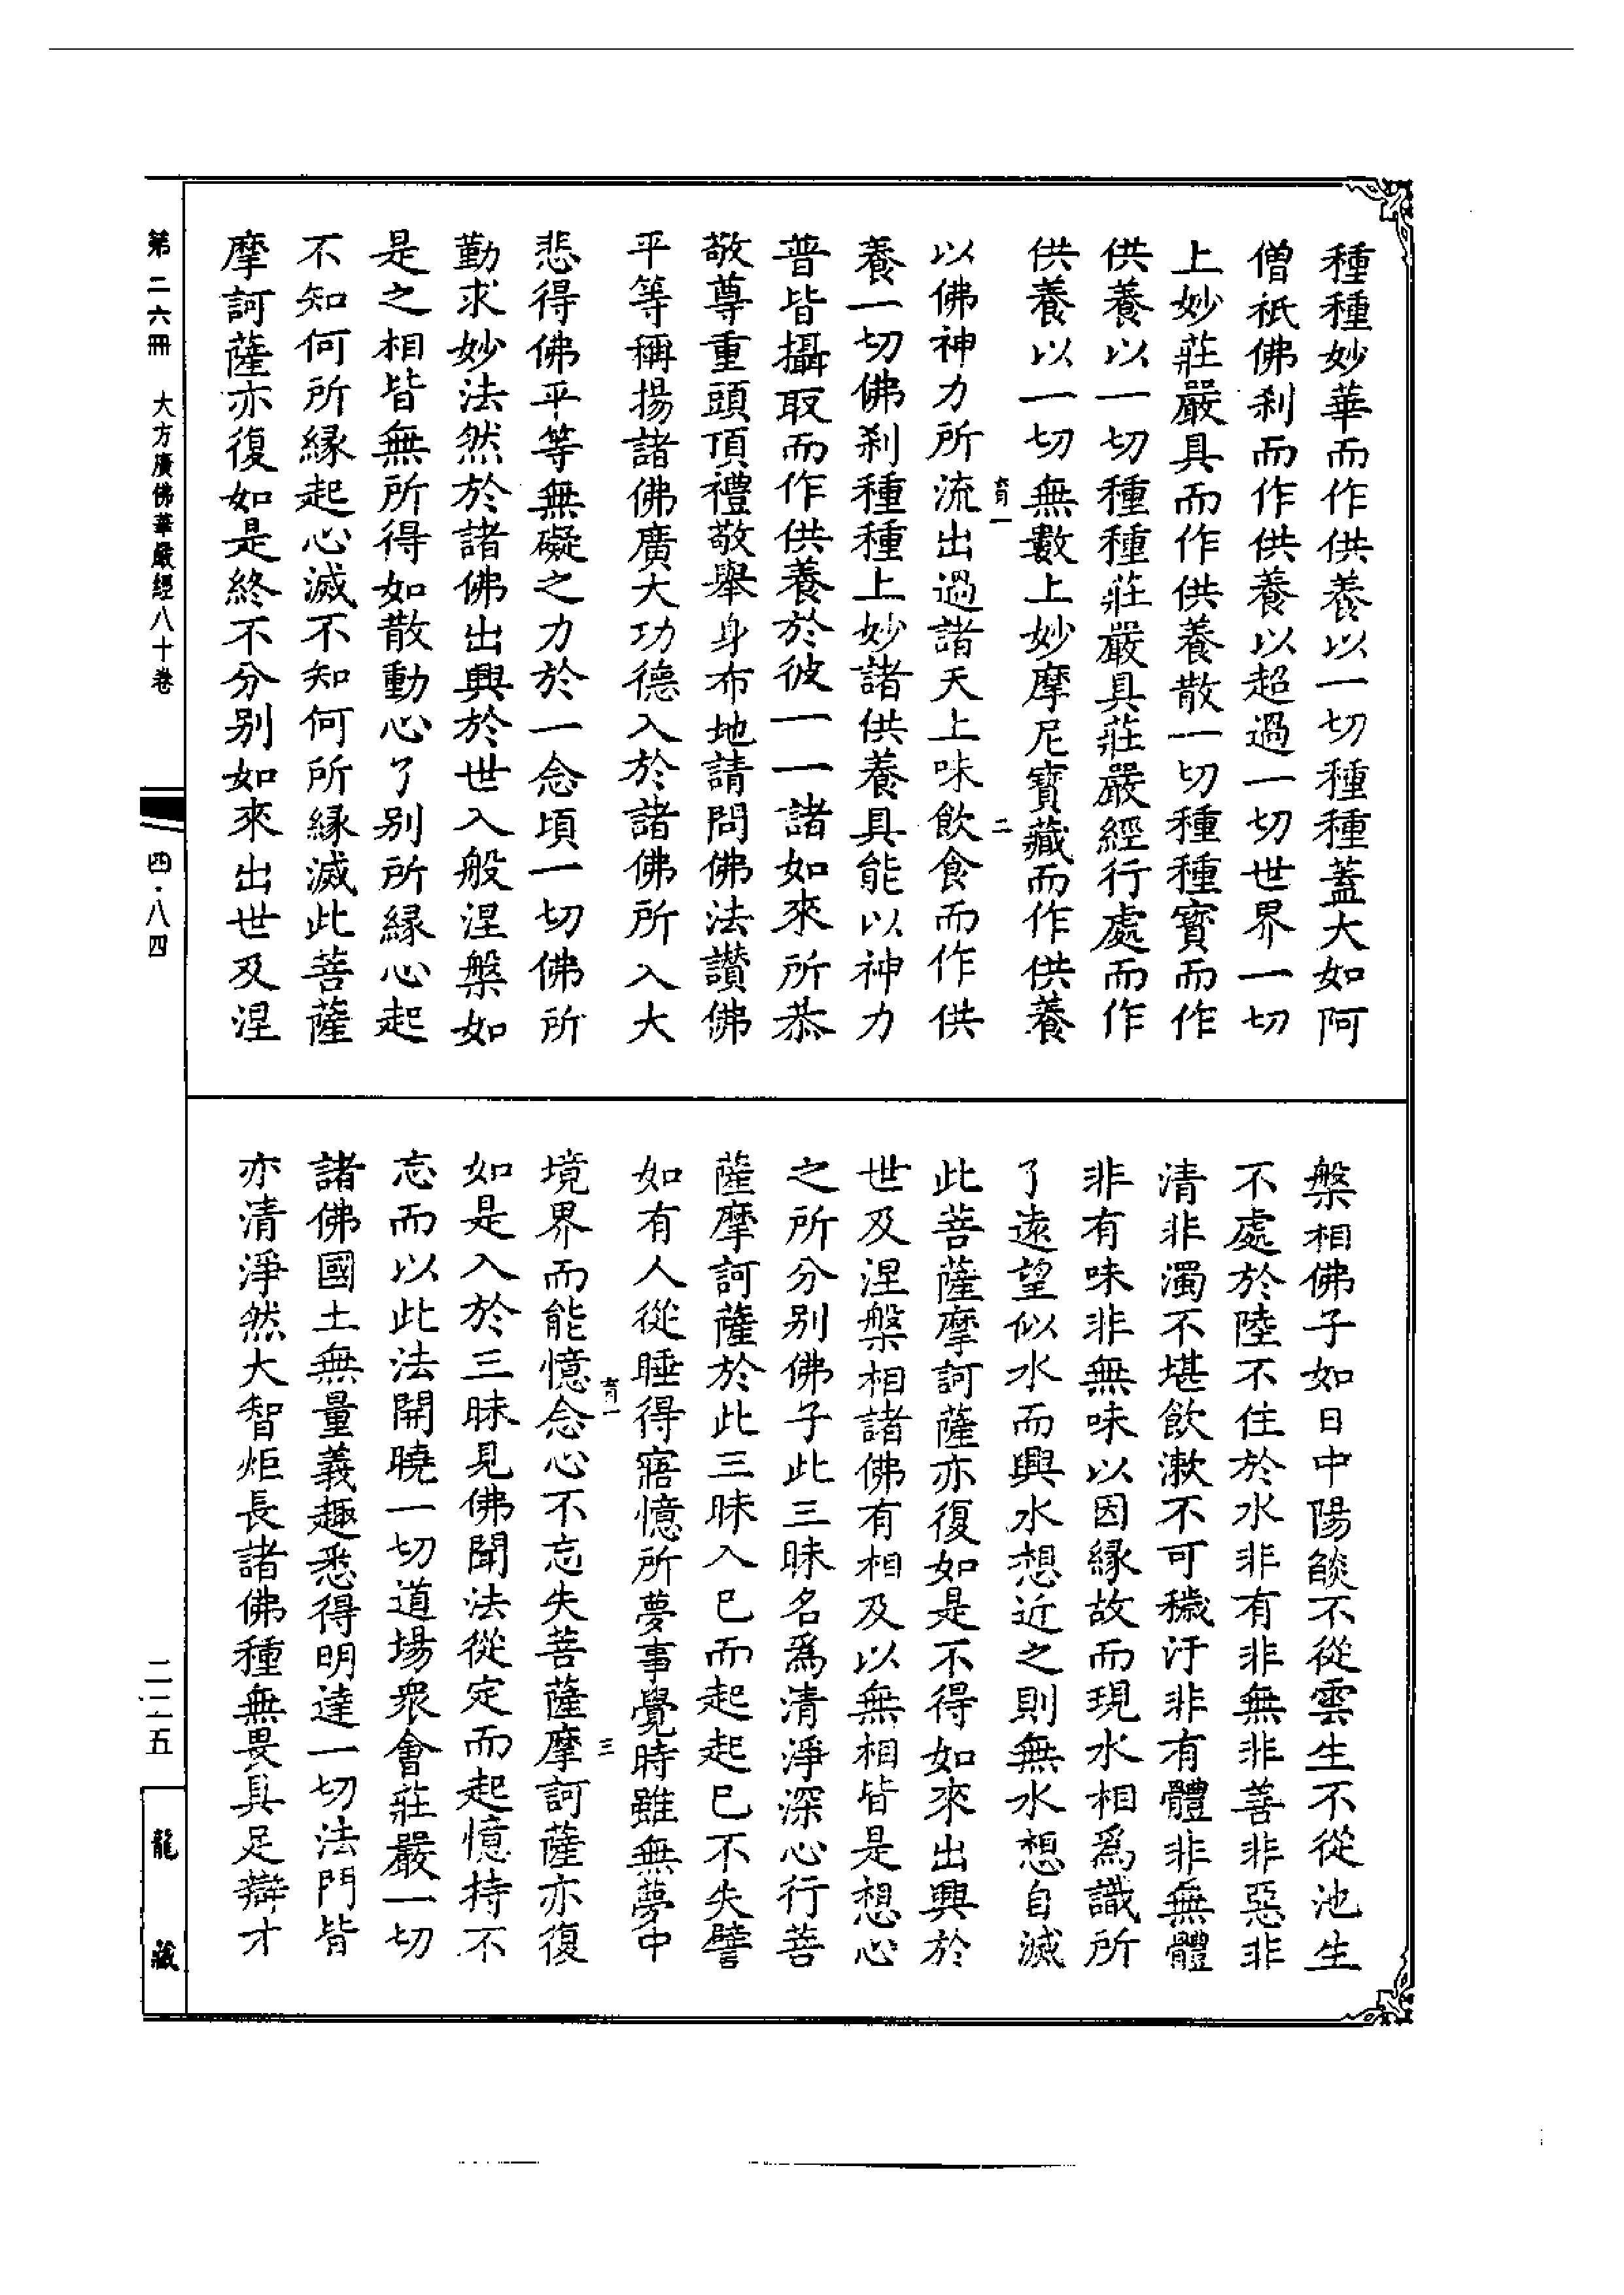 種種妙華而作供養以一切種種蓋大如阿
僧祇佛刹而作供養以超過一切世界一切
上妙莊嚴具而作供養散一切種種寶而作
供養以一切種種莊嚴具莊嚴經行處而作
供養以一切無數上妙摩尼寶藏而作供養
育一
二
以佛神力所流出過諸天上味飲食而作供
養一切佛刹種種上妙諸供養具能以神力
普皆攝取而作供養於彼一一諸如來所恭
敬尊重頭頂禮敬舉身布地請問佛法讚佛
平等稱揚諸佛廣大功德入於諸佛所入大
悲得佛平等無礙之力於一念頃一切佛所
勤求妙法然於諸佛出興於世入般涅槃如
是之相皆無所得如散動心了別所緣心起
不知何所緣起心滅不知何所緣滅此菩薩
摩訶薩亦復如是終不分別如來出世及涅
槃相佛子如日中陽燄不從雲生不從池生
不處於陸不住於水非有非無非善非惡非
清非濁不堪飲漱不可穢汙非有體非無體
非有味非無味以因緣故而現水相爲識所
了遠望似水而興水想近之則無水想自滅
此菩薩摩訶薩亦復如是不得如來出興於
世及涅槃相諸佛有相及以無相皆是想心
之所分別佛子此三昧名爲清淨深心行菩
薩摩訶薩於此三昧入已而起起已不失譬
如有人從睡得寤憶所夢事覺時雖無夢中
育一
三
境界而能憶念心不忘失菩薩摩訶薩亦復
如是入於三昧見佛聞法從定而起憶持不
忘而以此法開曉一切道場衆會莊嚴一切
諸佛國土無量義趣悉得明達一切法門皆
亦清淨然大智炬長諸佛種無畏具足辯才
第二六冊 大方廣佛華嚴經八十卷
四·八四
二二五
龍藏